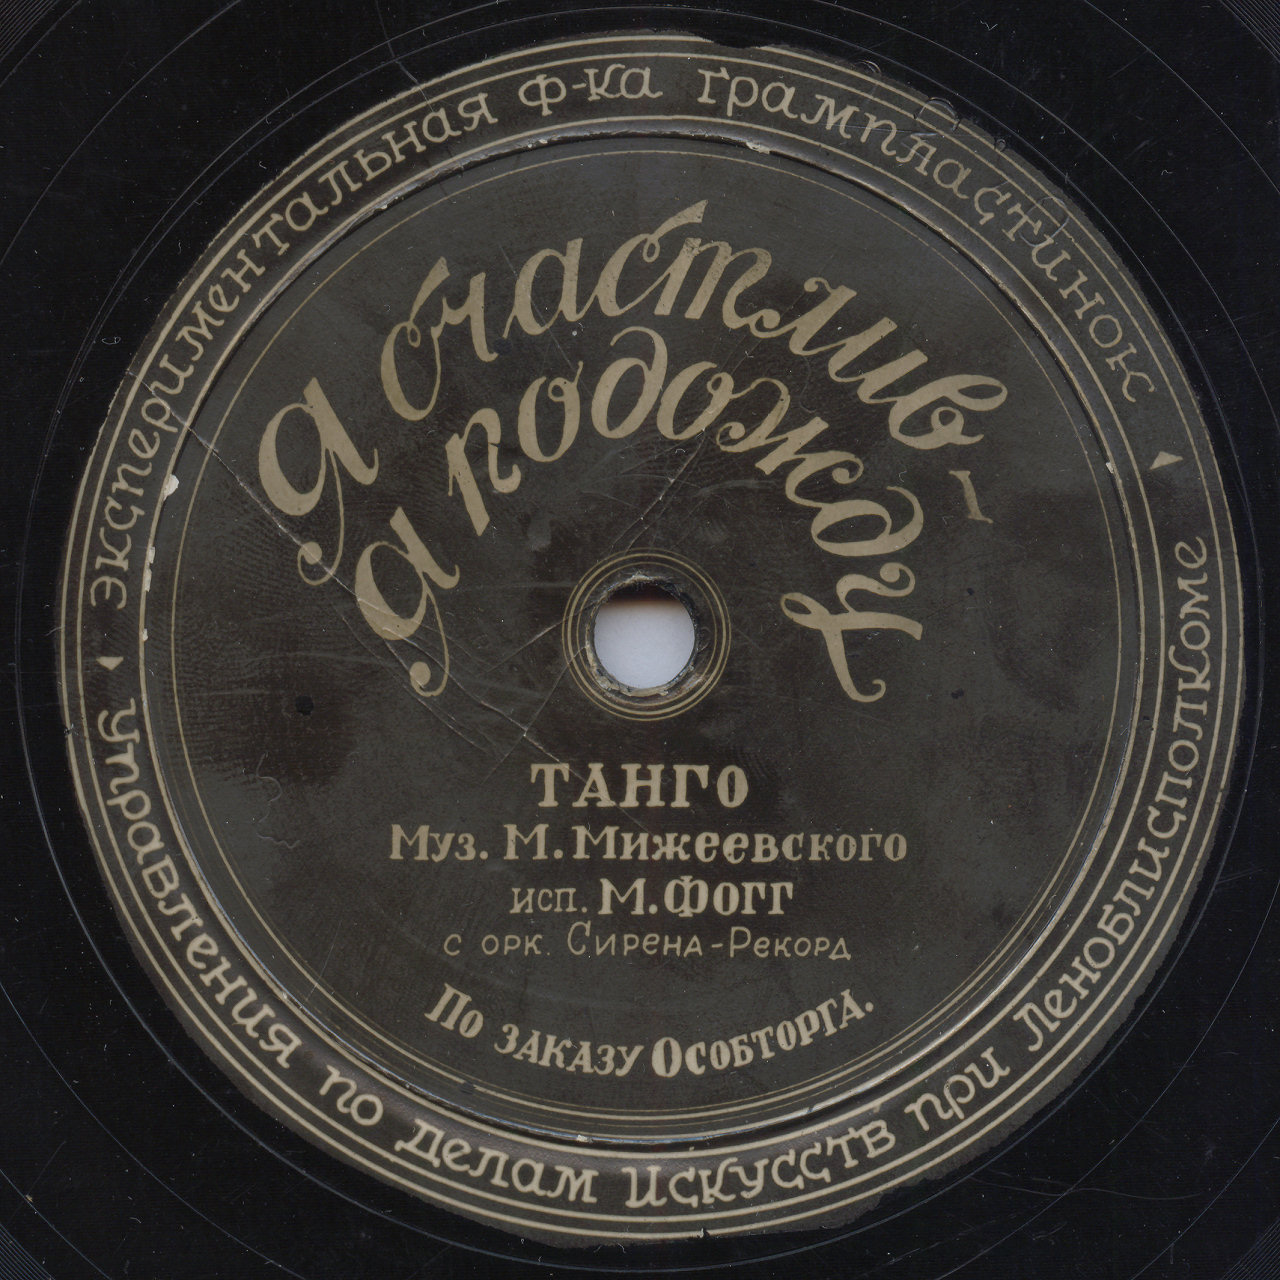 Экспериментальная ф-ка грампластинок
Управления по делам искусств при Леноблисполкоме
Я счастлив
Я подожду
1
ТАНГО
Муз. М. Мижеевского
исп. М. Фогг
с орк. Сирена-Рекорд
По заказу Особторга.